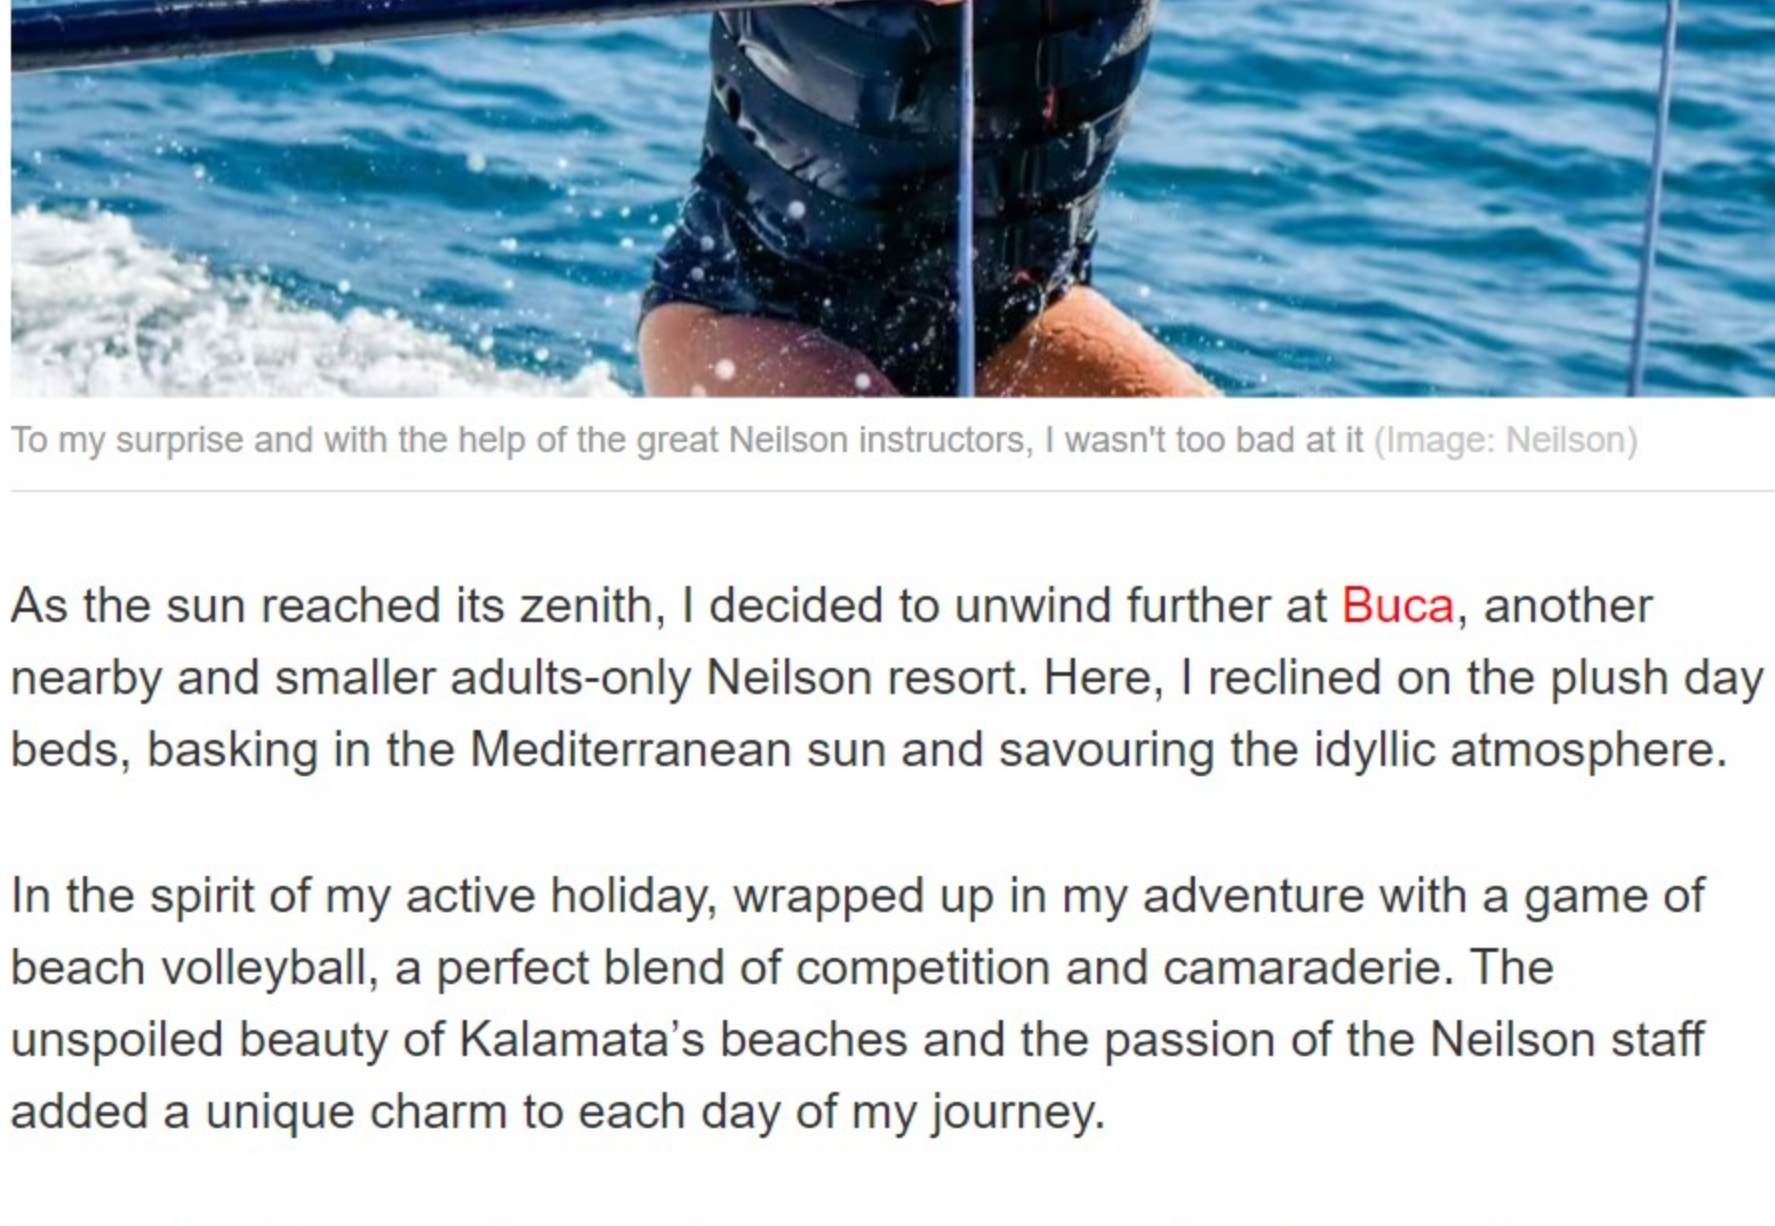 To my surprise and with the help of the great Neilson instructors, I wasn't too bad at it (Image: Neilson)
As the sun reached its zenith, I decided to unwind further at Buca, another
nearby and smaller adults-only Neilson resort. Here, I reclined on the plush day
beds, basking in the Mediterranean sun and savouring the idyllic atmosphere.
In the spirit of my active holiday, wrapped up in my adventure with a game of
beach volleyball, a perfect blend of competition and camaraderie. The
unspoiled beauty of Kalamata’s beaches and the passion of the Neilson staff
added a unique charm to each day of my journey.